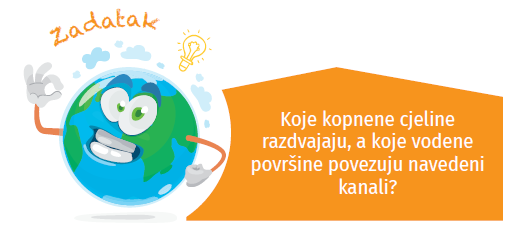 Zadatak
Koje kopnene cjeline
razdvajaju, a koje vodene
površine povezuju navedeni
kanali?